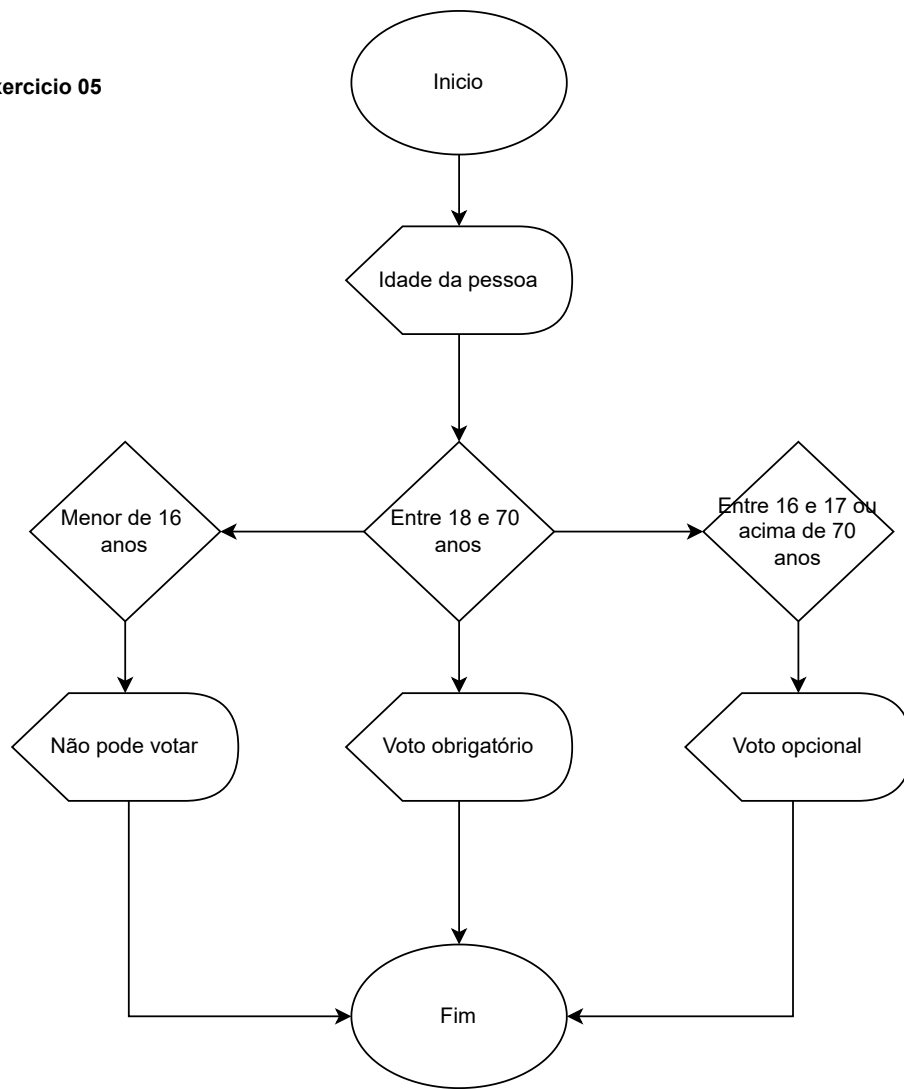 ercicio 05
Inicio
Idade da pessoa
Menor de 16
anos
Entre 18 e 70
anos
Entre 16 e 17 ou
acima de 70
anos
Não pode votar
Voto obrigatório
Voto opcional
Fim